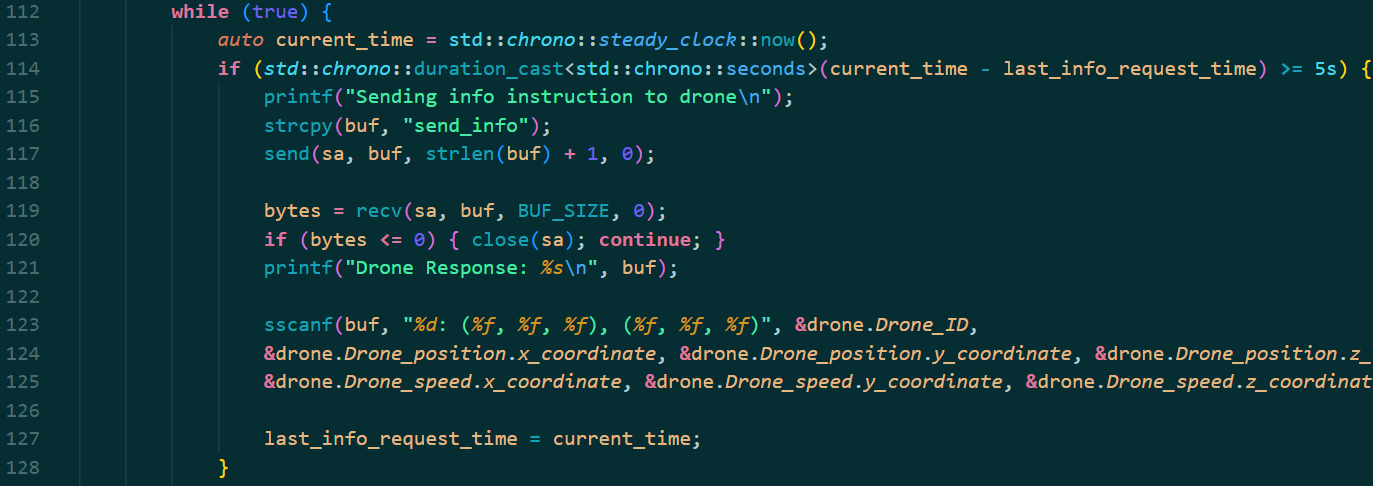 112 while (true) {
113 auto current_time = std::chrono::steady_clock::now();
114 if (std::chrono::duration_cast<std::chrono::seconds>(current_time - last_info_request_time) >= 5s) {
115 printf("Sending info instruction to drone\n");
116 strcpy(buf, "send_info");
117 send(sa, buf, strlen(buf) + 1, 0);
118
119 bytes = recv(sa, buf, BUF_SIZE, 0);
120 if (bytes <= 0) { close(sa); continue; }
121 printf("Drone Response: %s\n", buf);
122
123 sscanf(buf, "%d: (%f, %f, %f), (%f, %f, %f)", &drone.Drone_ID,
124 &drone.Drone_position.x_coordinate, &drone.Drone_position.y_coordinate, &drone.Drone_position.z_
125 &drone.Drone_speed.x_coordinate, &drone.Drone_speed.y_coordinate, &drone.Drone_speed.z_coordinat
126
127 last_info_request_time = current_time;
128 }